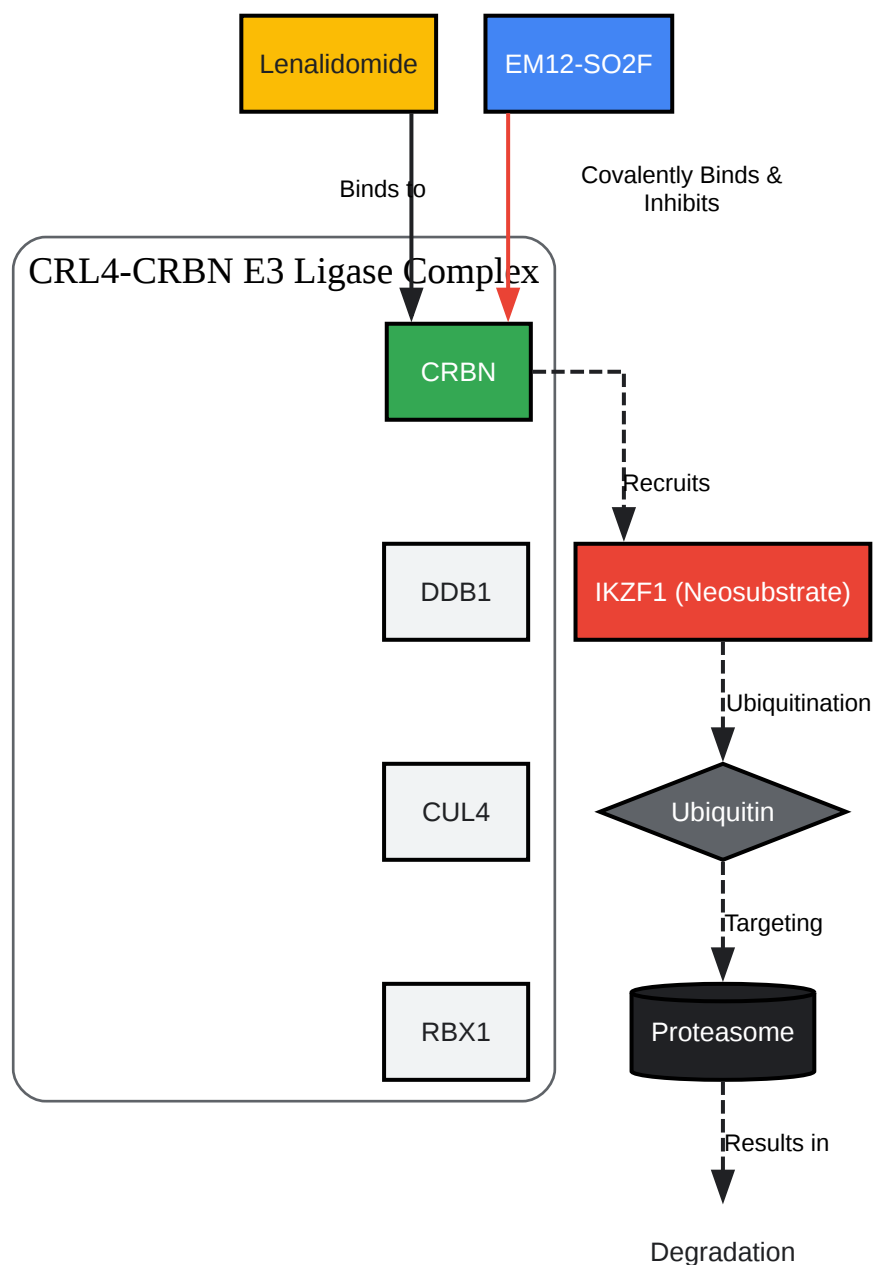 Lenalidomide
EM12-SO2F
Binds to
Covalently Binds &
Inhibits
CRL4-CRBN E3 Ligase Complex
CRBN
Recruits
DDB1
IKZF1 (Neosubstrate)
Ubiquitination
CUL4
Ubiquitin
Targeting
RBX1
Proteasome
Results in
Degradation